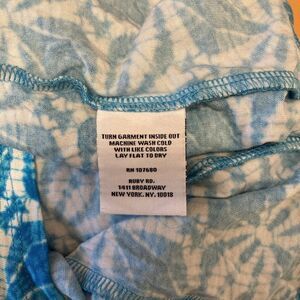 TURN GARMENT INSIDE OUT
MACHINE WASH COLD
WITH LIKE COLORS
LAY FLAT TO DRY
RN 107680
RUBY RD.
1411 BROADWAY
NEW YORK, NY. 10018